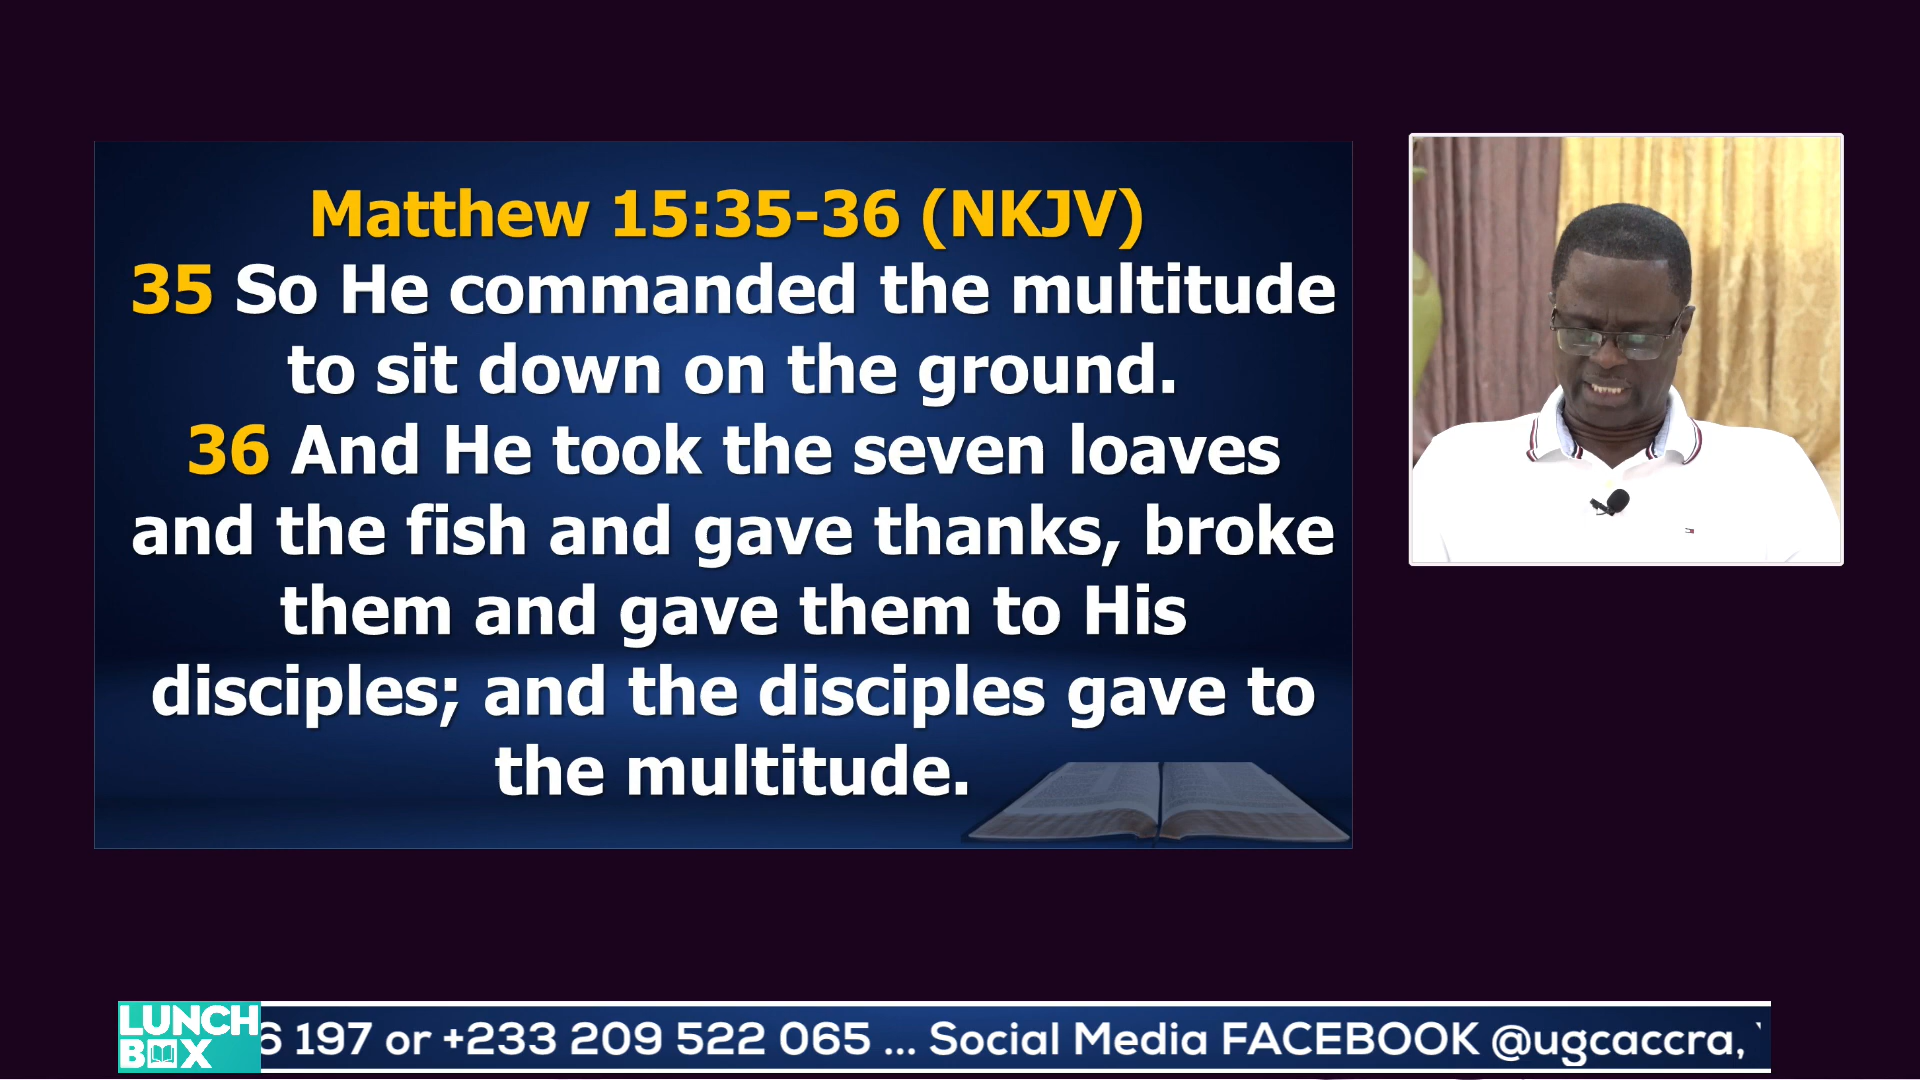 Matthew 15:35-36 (NKJV)
35 So He commanded the multitude
to sit down on the ground.
36 And He took the seven loaves
and the fish and gave thanks, broke
them and gave them to His
disciples; and the disciples gave to
the multitude.
LUNCH
BOX
6 197 or +233 209 522 065 ... Social Media FACEBOOK @ugcaccra,